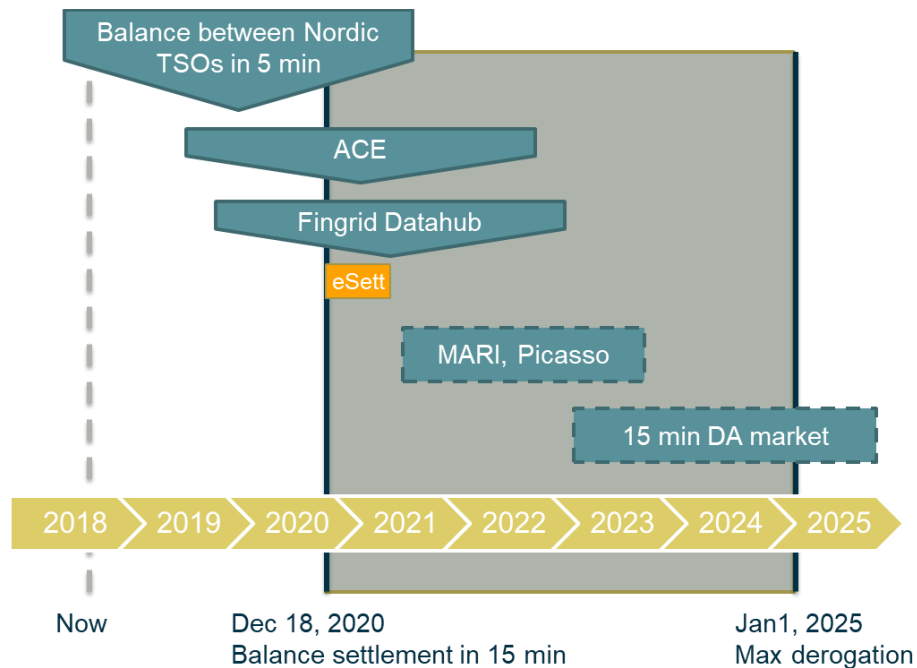 Balance between Nordic
TSOs in 5 min
ACE
Fingrid Datahub
eSett
MARI, Picasso
15 min DA market
2018 2019 2020 2021 2022 2023 2024 2025
Now
Dec 18, 2020
Balance settlement in 15 min
Jan1, 2025
Max derogation